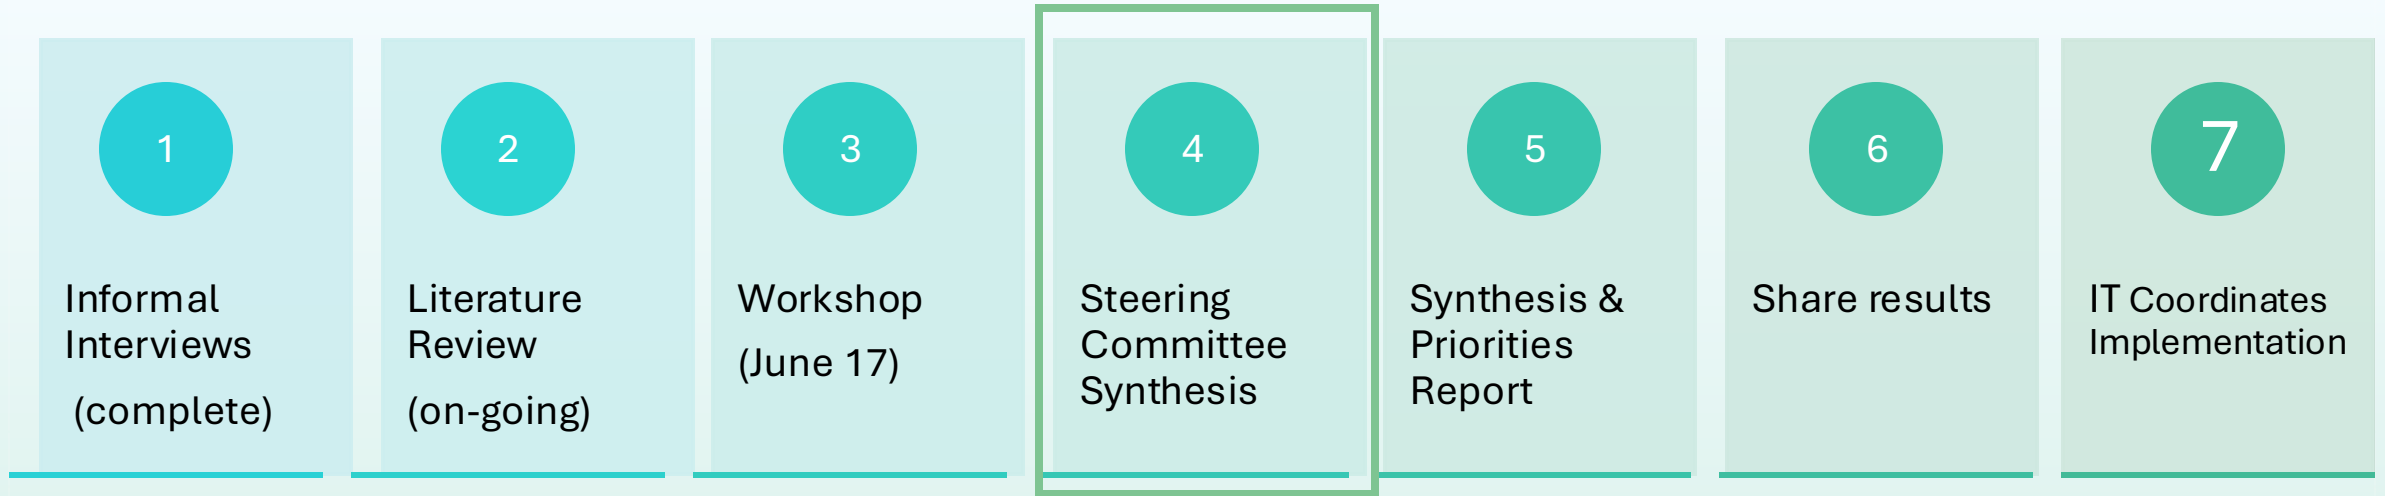 1
Informal
Interviews
(complete)
2
Literature
Review
(on-going)
3
Workshop
(June 17)
4
Steering
Committee
Synthesis
5
Synthesis &
Priorities
Report
6
Share results
7
IT Coordinates
Implementation